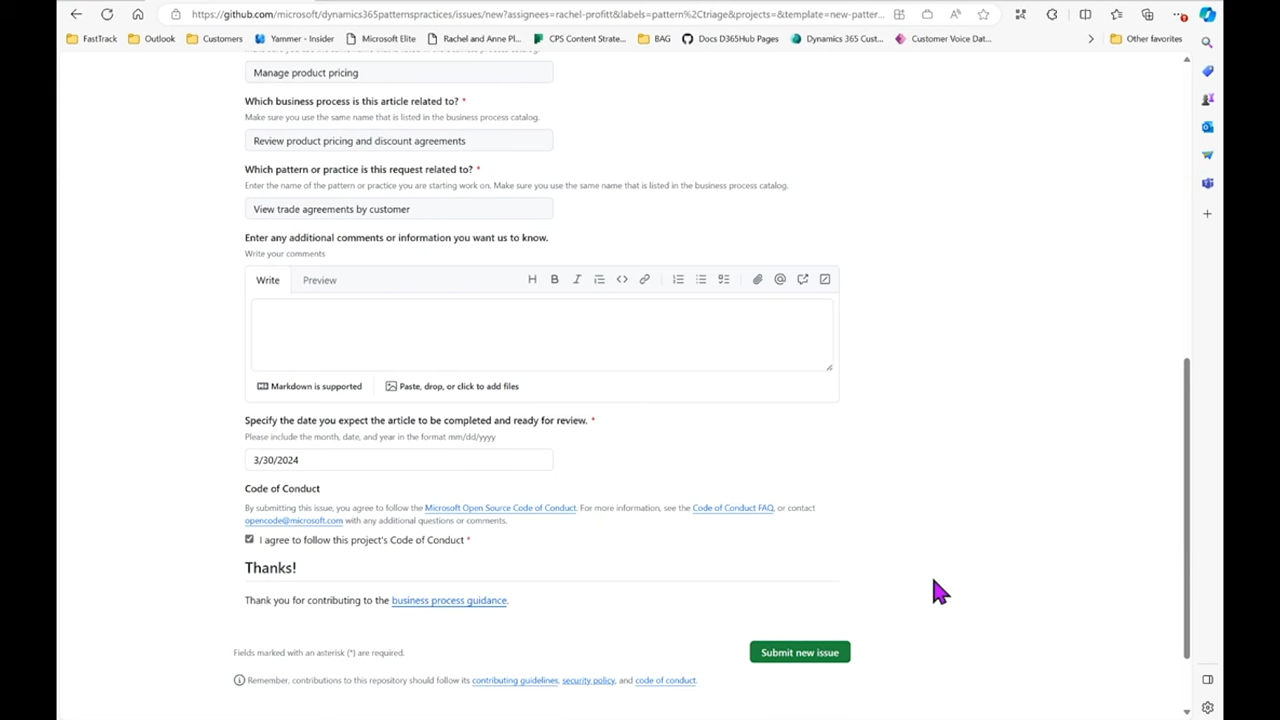 https://github.com/microsoft/dynamics365patternspractices/issues/new?assignees=rachel-profitt&labels=pattern%2Ctriage&projects=&template=new-patter...
FastTrack Outlook Customers Yammer - Insider Microsoft Elite Rachel and Anne Pl... CPS Content Strate... BAG Docs D365Hub Pages Dynamics 365 Cust... Customer Voice Dat... Other favorites
Manage product pricing
Which business process is this article related to? *
Make sure you use the same name that is listed in the business process catalog.
Review product pricing and discount agreements
Which pattern or practice is this request related to? *
Enter the name of the pattern or practice you are starting work on. Make sure you use the same name that is listed in the business process catalog.
View trade agreements by customer
Enter any additional comments or information you want us to know.
Write your comments
Write Preview
Markdown is supported Paste, drop, or click to add files
Specify the date you expect the article to be completed and ready for review. *
Please include the month, date, and year in the format mm/dd/yyyy
3/30/2024
Code of Conduct
By submitting this issue, you agree to follow the Microsoft Open Source Code of Conduct. For more information, see the Code of Conduct FAQ, or contact
opencode@microsoft.com with any additional questions or comments.
I agree to follow this project's Code of Conduct *
Thanks!
Thank you for contributing to the business process guidance.
Fields marked with an asterisk (*) are required. Submit new issue
Remember, contributions to this repository should follow its contributing guidelines, security policy, and code of conduct.